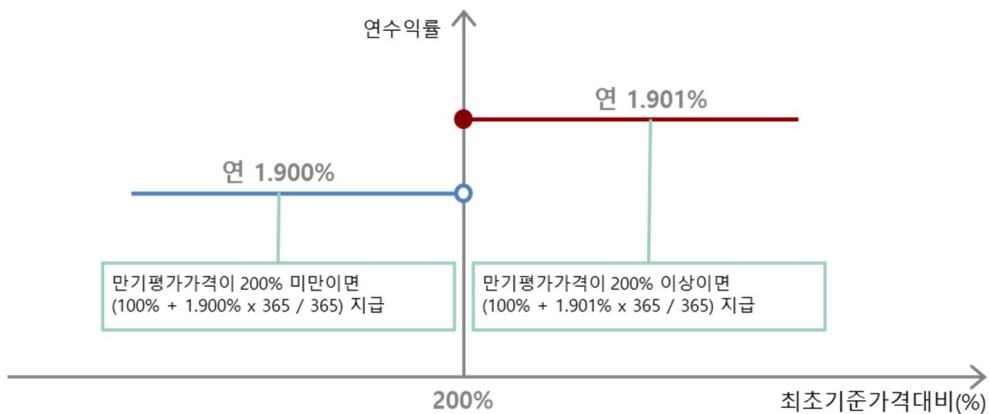 연수익률
연 1.901%
연 1.900%
만기평가가격이 200% 미만이면
(100% + 1.900% x 365 / 365) 지급
만기평가가격이 200% 이상이면
(100% + 1.901% x 365 / 365) 지급
200%
최초기준가격대비(%)